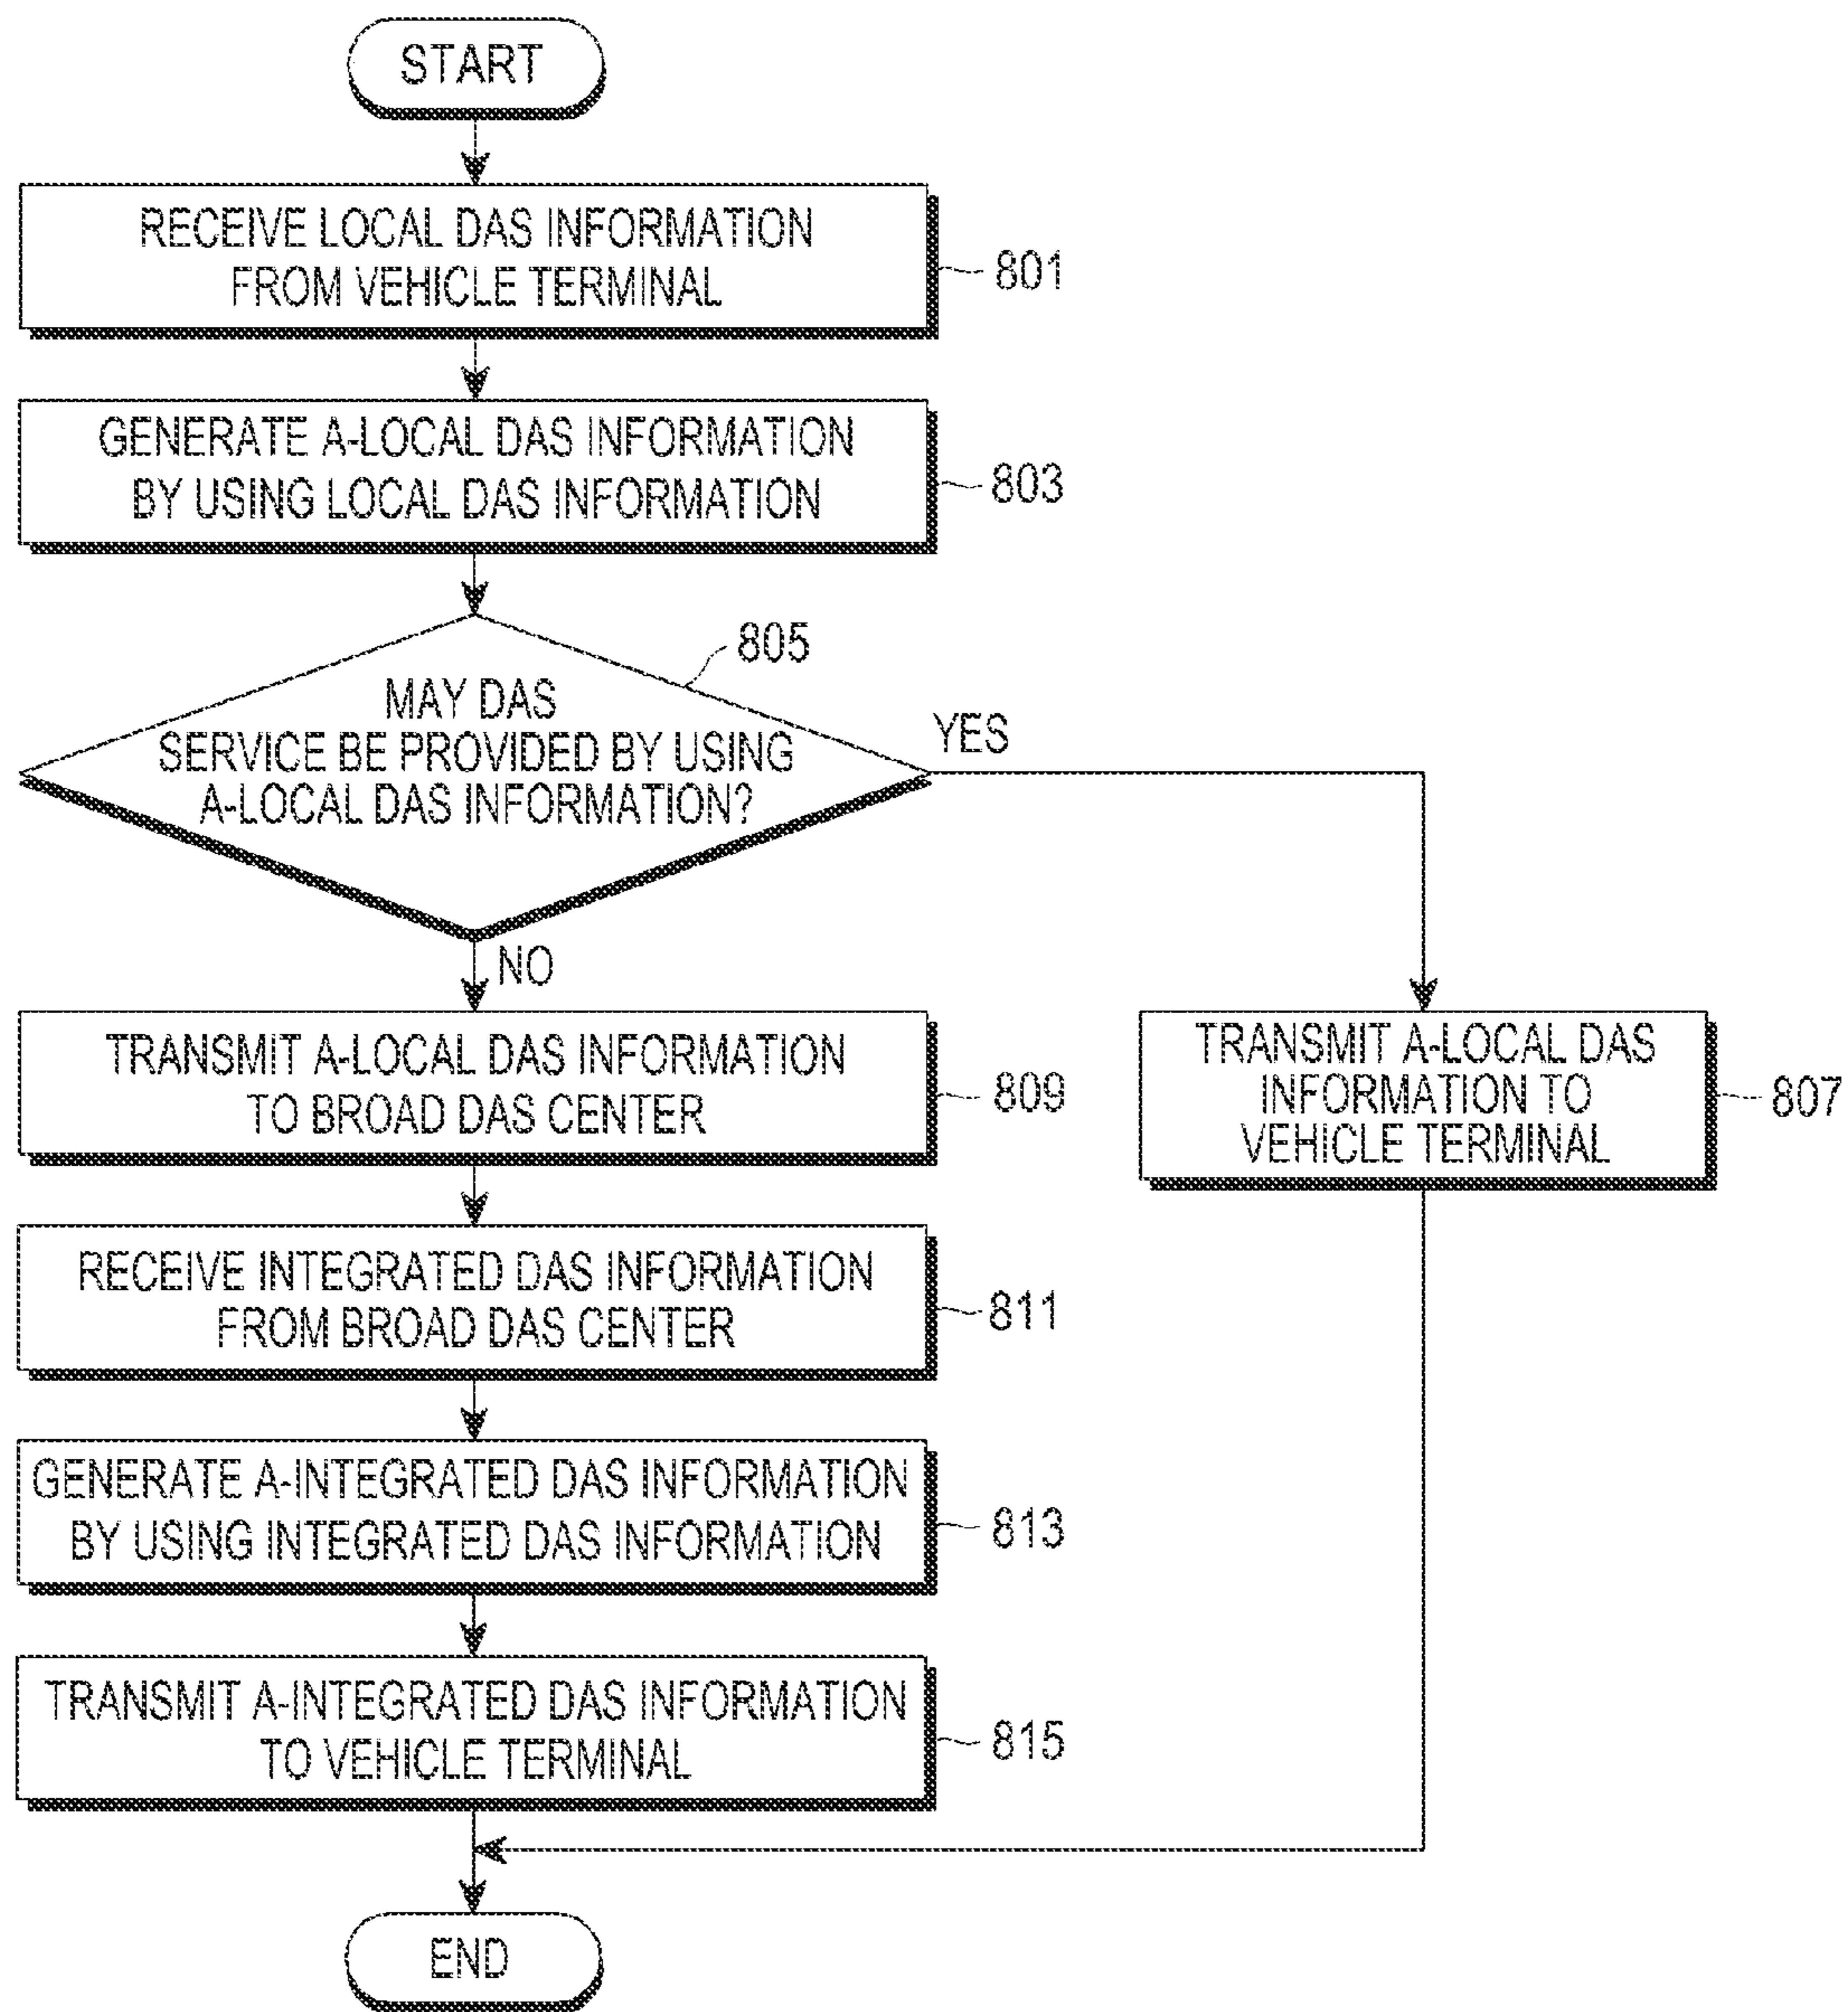 START
RECEIVE LOCAL DAS INFORMATION
FROM VEHICLE TERMINAL
801
GENERATE A-LOCAL DAS INFORMATION
BY USING LOCAL DAS INFORMATION
803
805
MAY DAS
SERVICE BE PROVIDED BY USING
A-LOCAL DAS INFORMATION?
YES
NO
TRANSMIT A-LOCAL DAS INFORMATION
TO BROAD DAS CENTER
809
TRANSMIT A-LOCAL DAS
INFORMATION TO
VEHICLE TERMINAL
807
RECEIVE INTEGRATED DAS INFORMATION
FROM BROAD DAS CENTER
811
GENERATE A-INTEGRATED DAS INFORMATION
BY USING INTEGRATED DAS INFORMATION
813
TRANSMIT A-INTEGRATED DAS INFORMATION
TO VEHICLE TERMINAL
815
END